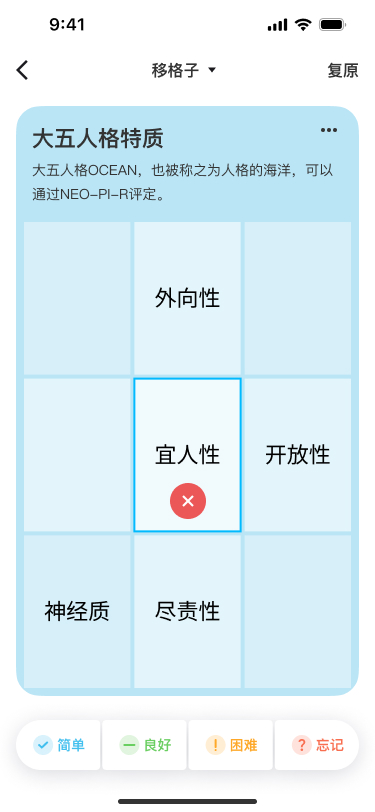 9:41
移格子
复原
大五人格特质
大五人格OCEAN，也被称之为人格的海洋，可以
通过NEO-PI-R评定。
外向性
宜人性
开放性
神经质
尽责性
简单
良好
困难
忘记